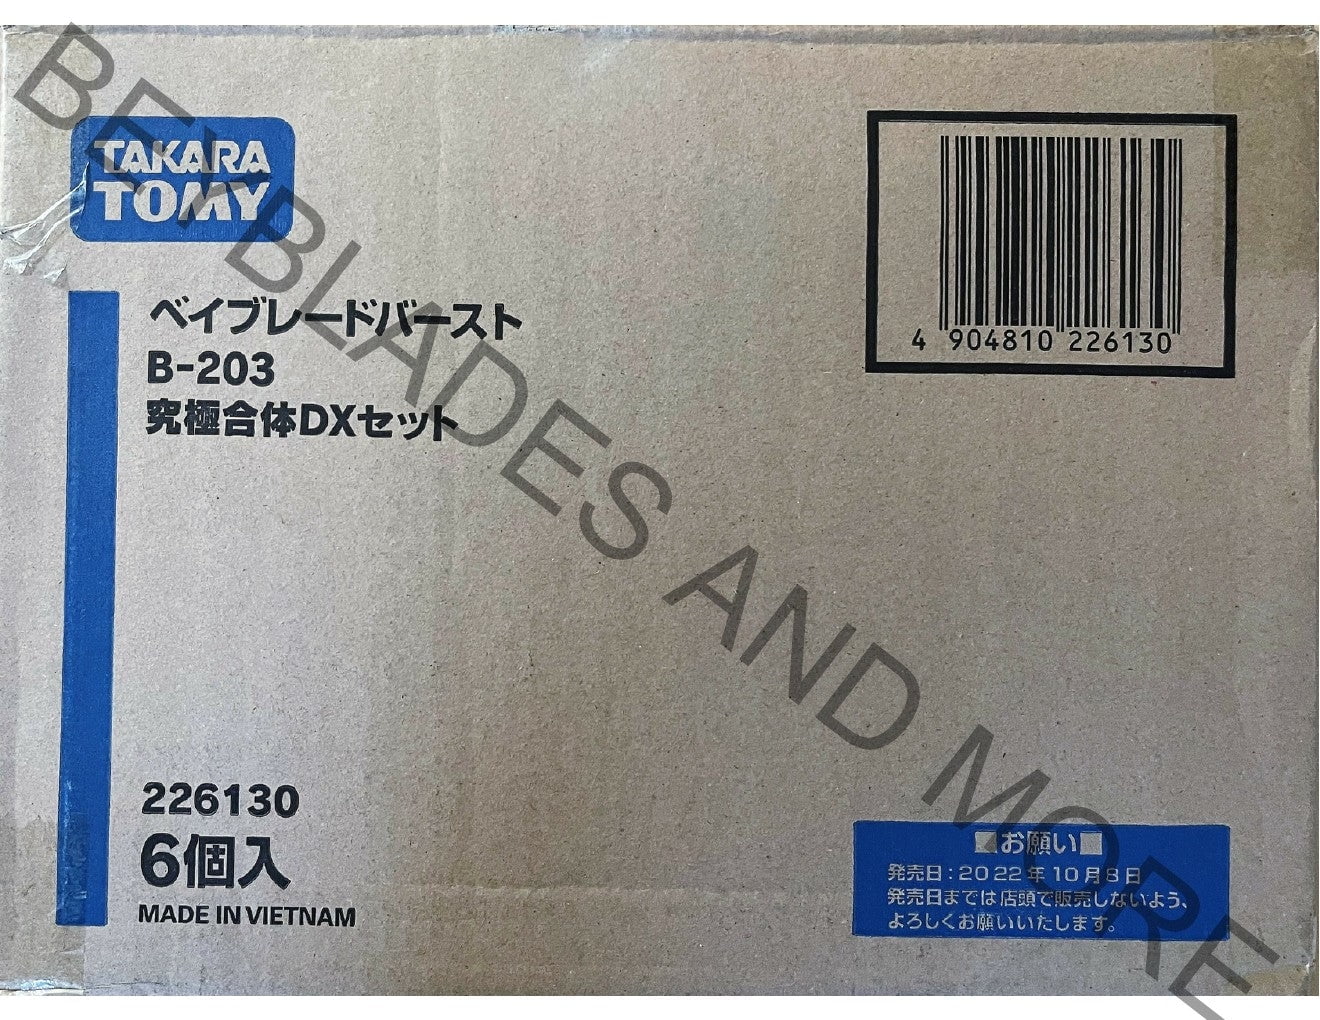 TAKARA
TOMY
ベイブレードバースト
B-203
究極合体DXセット
4 904810 226130
226130
6個入
MADE IN VIETNAM
■お願い■
発売日:2022年10月8日
発売日までは店頭で販売しないよう、
よろしくお願いいたします。
BEYBLADES AND MORE